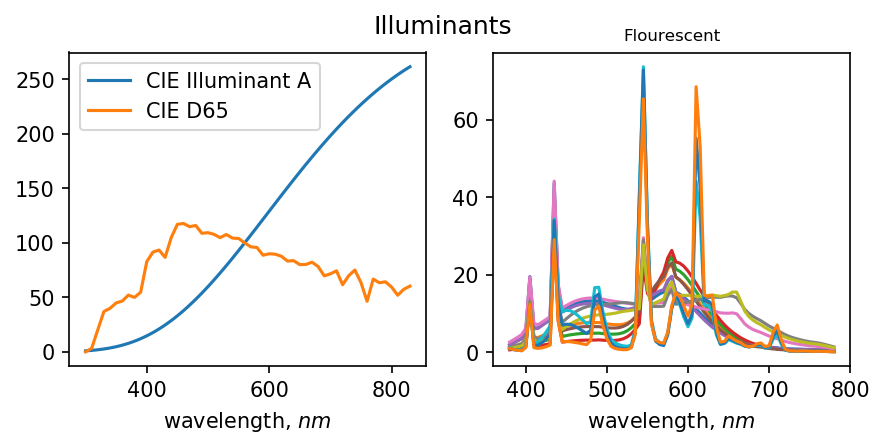 Illuminants
CIE Illuminant A
CIE D65
250
200
150
100
50
0
400 600 800
wavelength, nm
Flourescent
60
40
20
0
400 500 600 700 800
wavelength, nm